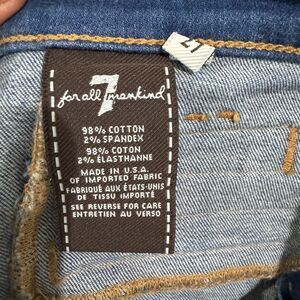 27
7
for all mankind
98% COTTON
2% SPANDEX
98% COTON
2% ÉLASTHANNE
MADE IN U.S.A.
OF IMPORTED FABRIC
FABRIQUÉ AUX ÉTATS-UNIS
DE TISSU IMPORTÉ
SEE REVERSE FOR CARE
ENTRETIEN AU VERSO